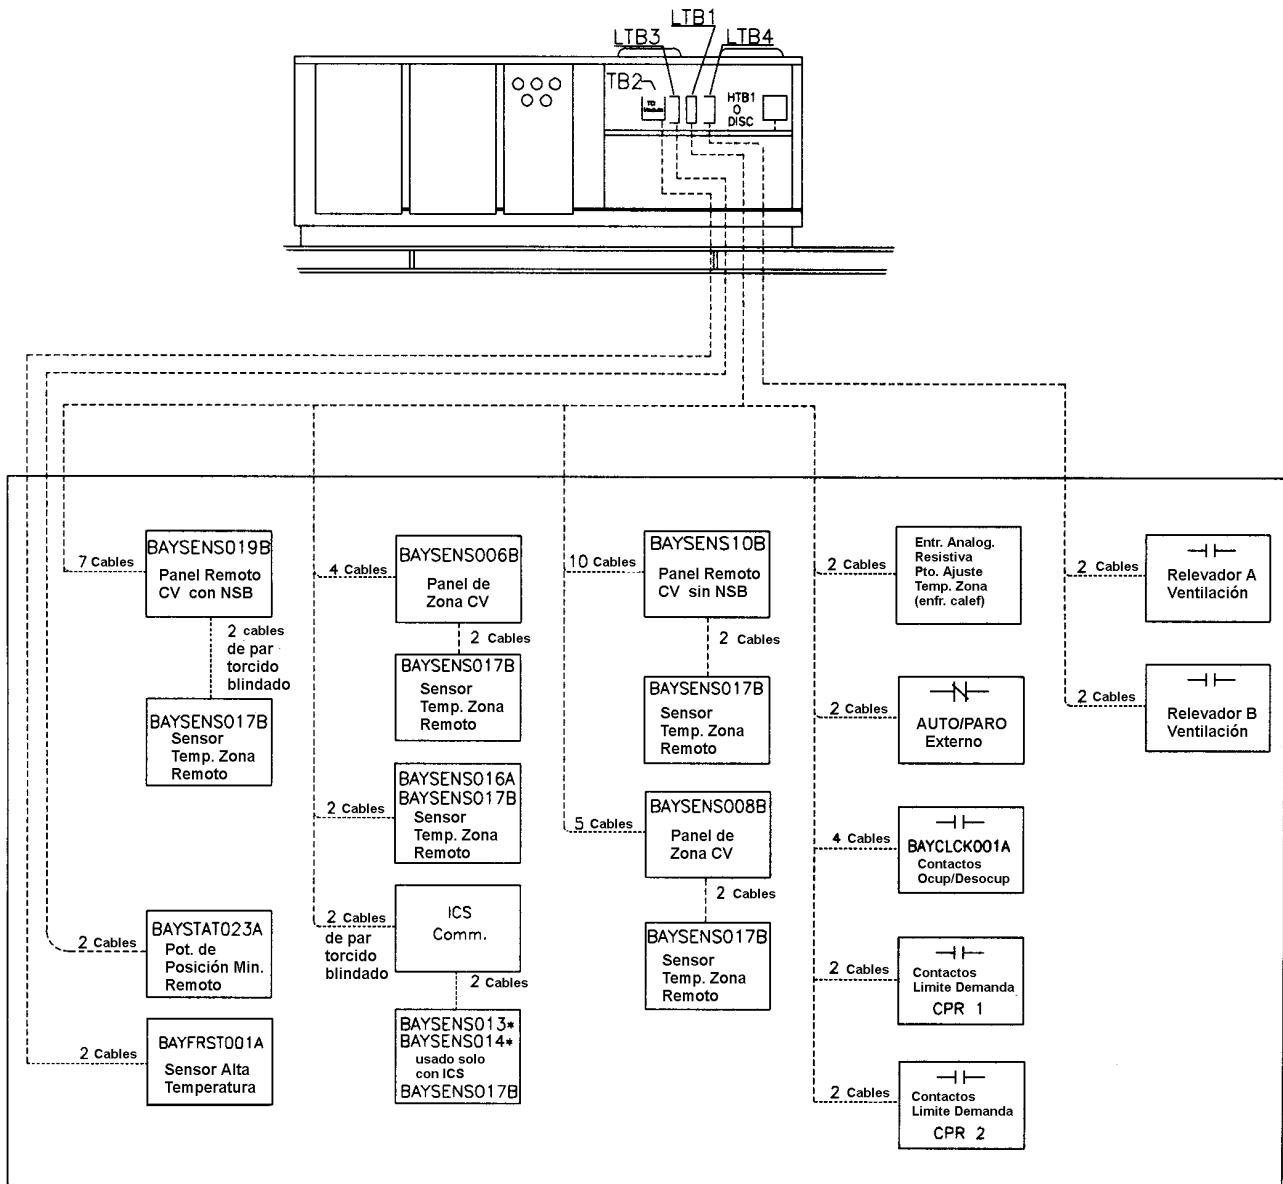 LTB1
LTB3
LTB4
TB2
HTB1
O
DISC
7 Cables
BAYSENS019B
Panel Remoto
CV con NSB
2 cables
de par
torcido
blindado
BAYSENS017B
Sensor
Temp. Zona
Remoto
2 Cables
BAYSTAT023A
Pot. de
Posición Min.
Remoto
2 Cables
BAYFRST001A
Sensor Alta
Temperatura
4 Cables
BAYSENS006B
Panel de
Zona CV
2 Cables
BAYSENS017B
Sensor
Temp. Zona
Remoto
2 Cables
BAYSENS016A
BAYSENS017B
Sensor
Temp. Zona
Remoto
2 Cables
de par
torcido
blindado
ICS
Comm.
2 Cables
BAYSENS013*
BAYSENS014*
usado solo
con ICS
BAYSENS017B
10 Cables
BAYSENS10B
Panel Remoto
CV sin NSB
2 Cables
BAYSENS017B
Sensor
Temp. Zona
Remoto
5 Cables
BAYSENS008B
Panel de
Zona CV
2 Cables
BAYSENS017B
Sensor
Temp. Zona
Remoto
2 Cables
Entr. Analog.
Resistiva
Pto. Ajuste
Temp. Zona
(enfr. calef)
2 Cables
AUTO/PARO
Externo
4 Cables
BAYCLCK001A
Contactos
Ocup/Desocup
2 Cables
Contactos
Limite Demanda
CPR 1
2 Cables
Contactos
Limite Demanda
CPR 2
2 Cables
Relevador A
Ventilación
2 Cables
Relevador B
Ventilación